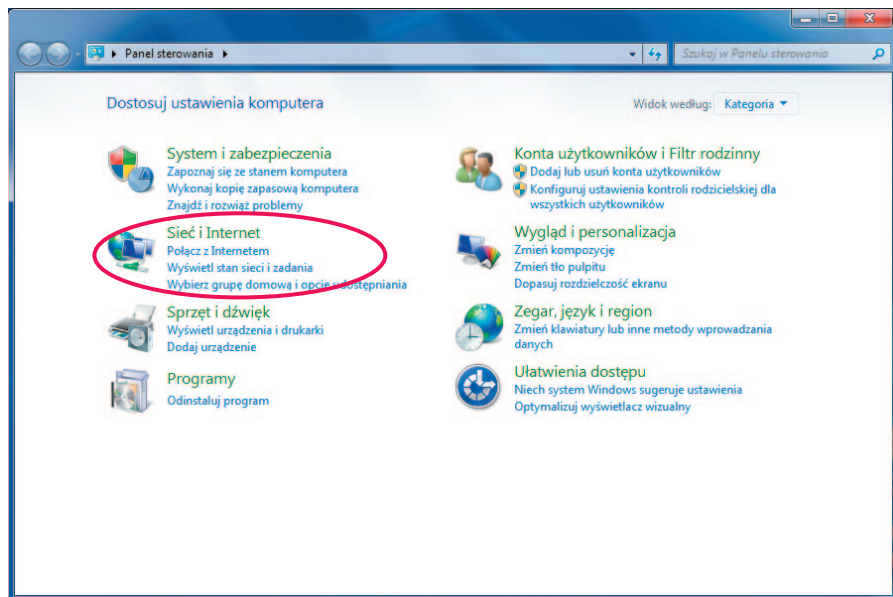 Panel sterowania
Szukaj w Panelu sterowania
Dostosuj ustawienia komputera
Widok według: Kategoria
System i zabezpieczenia
Zapoznaj się ze stanem komputera
Wykonaj kopię zapasową komputera
Znajdź i rozwiąż problemy
Sieć i Internet
Połącz z Internetem
Wyświetl stan sieci i zadania
Wybierz grupę domową i opcje udostępniania
Sprzęt i dźwięk
Wyświetl urządzenia i drukarki
Dodaj urządzenie
Programy
Odinstaluj program
Konta użytkowników i Filtr rodzinny
Dodaj lub usuń konta użytkowników
Konfiguruj ustawienia kontroli rodzicielskiej dla
wszystkich użytkowników
Wygląd i personalizacja
Zmień kompozycję
Zmień tło pulpitu
Dopasuj rozdzielczość ekranu
Zegar, język i region
Zmień klawiatury lub inne metody wprowadzania
danych
Ułatwienia dostępu
Niech system Windows sugeruje ustawienia
Optymalizuj wyświetlacz wizualny